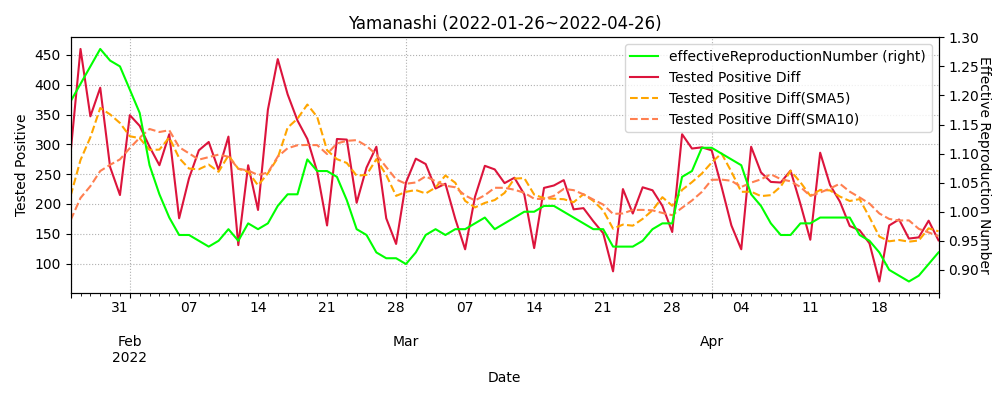 Yamanashi (2022-01-26~2022-04-26)
effectiveReproductionNumber (right)
Tested Positive Diff
Tested Positive Diff(SMA5)
Tested Positive Diff(SMA10)
Tested Positive
450
400
350
300
250
200
150
100
1.30
1.25
1.20
1.15
1.10
1.05
1.00
0.95
0.90
Effective Reproduction Number
31 07 14 21 28 07 14 21 28 04 11 18
Feb Mar Apr
2022
Date